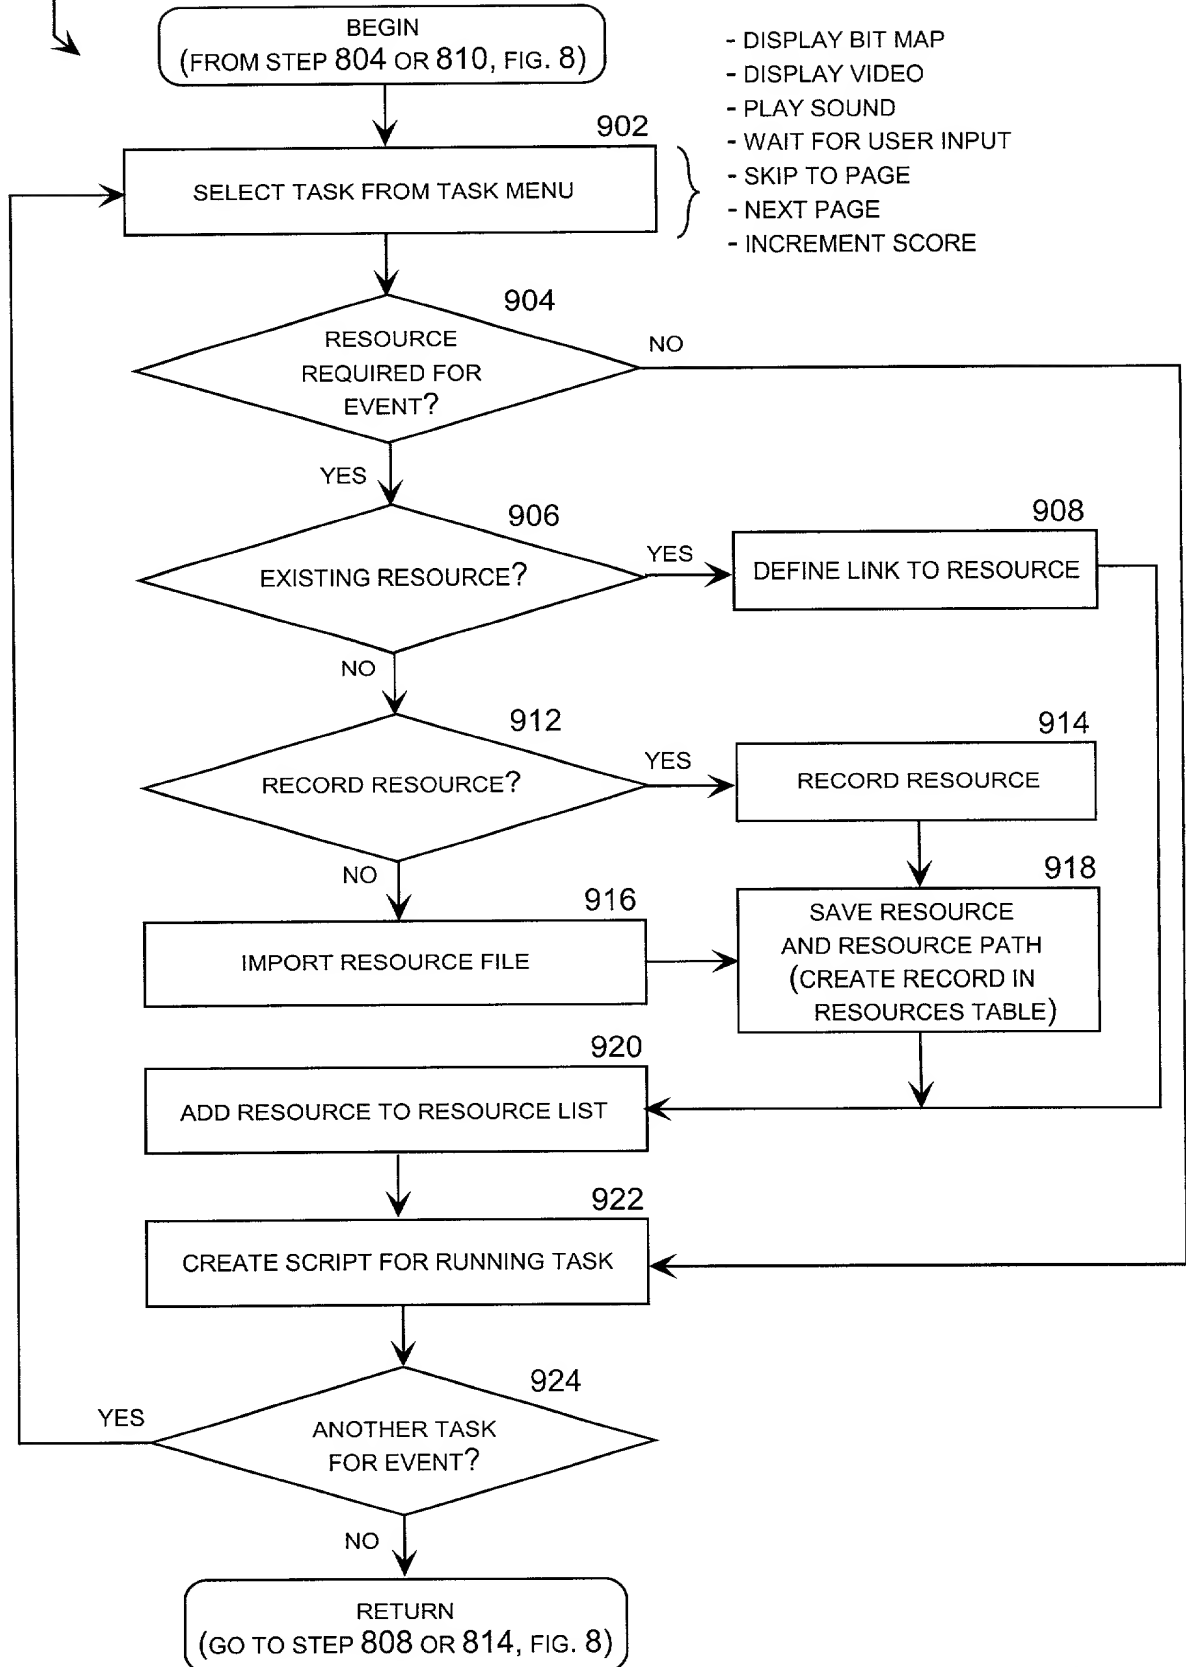 BEGIN
(FROM STEP 804 OR 810, FIG. 8)
- DISPLAY BIT MAP
- DISPLAY VIDEO
- PLAY SOUND
- WAIT FOR USER INPUT
- SKIP TO PAGE
- NEXT PAGE
- INCREMENT SCORE
902
SELECT TASK FROM TASK MENU
904
RESOURCE
REQUIRED FOR
EVENT?
NO
YES
906
EXISTING RESOURCE?
YES
908
DEFINE LINK TO RESOURCE
NO
912
RECORD RESOURCE?
YES
914
RECORD RESOURCE
NO
916
IMPORT RESOURCE FILE
918
SAVE RESOURCE
AND RESOURCE PATH
(CREATE RECORD IN
RESOURCES TABLE)
920
ADD RESOURCE TO RESOURCE LIST
922
CREATE SCRIPT FOR RUNNING TASK
924
YES
ANOTHER TASK
FOR EVENT?
NO
RETURN
(GO TO STEP 808 OR 814, FIG. 8)